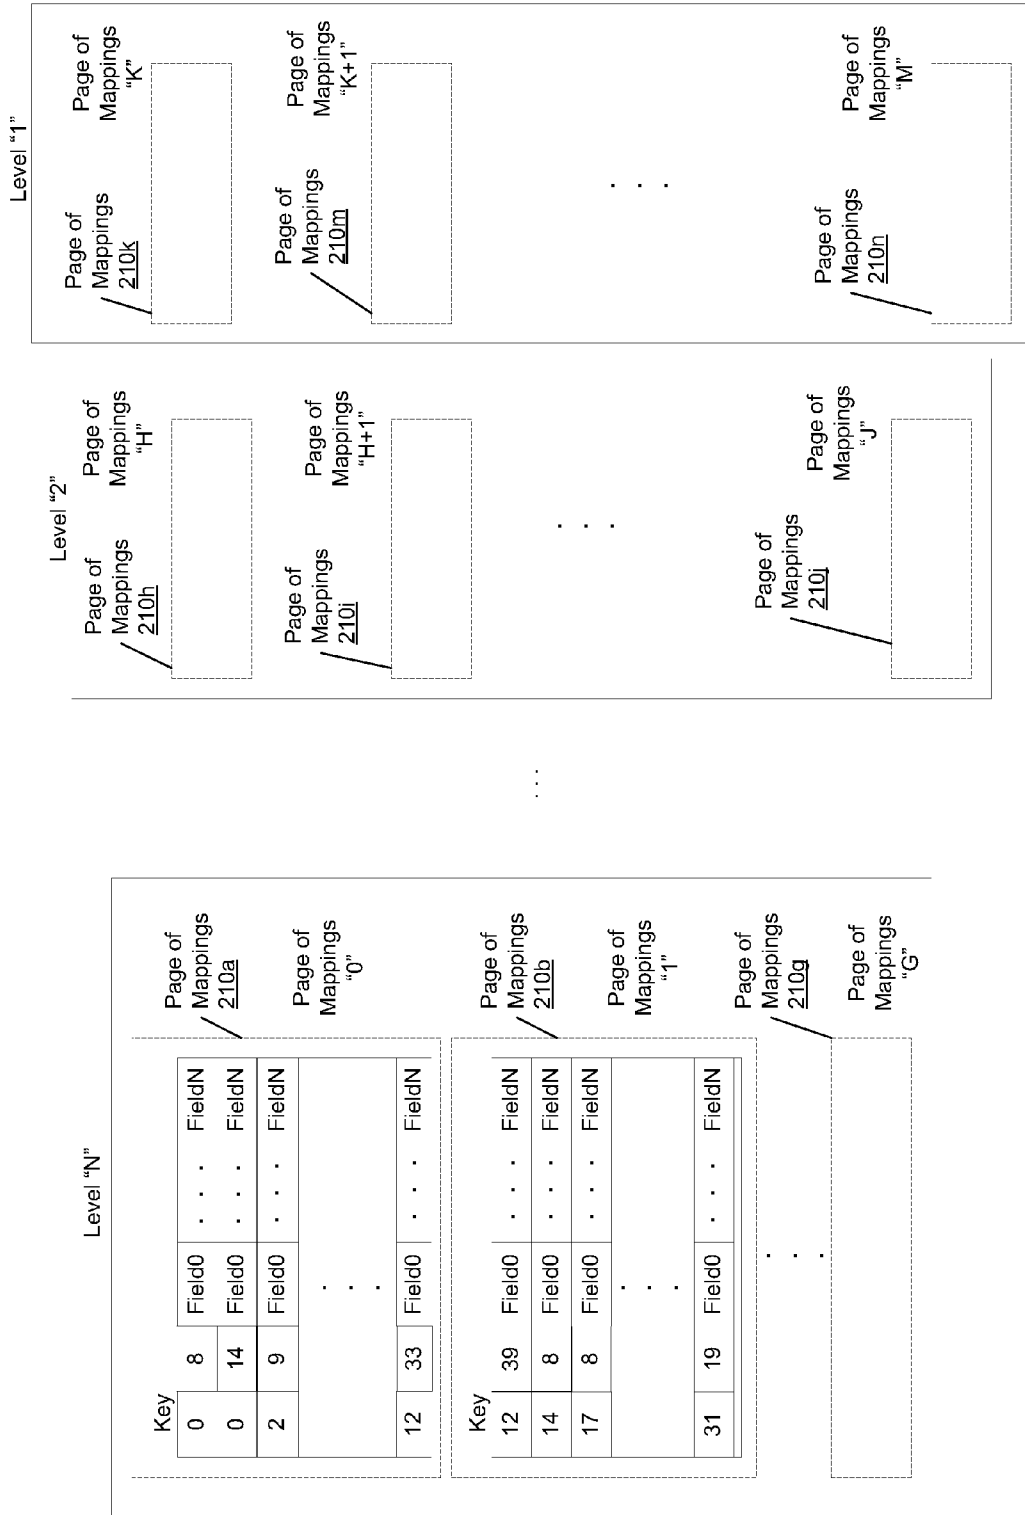 Level “N”
Key
0 8 Field0 . . . FieldN
0 14 Field0 . . . FieldN
2 9 Field0 . . . FieldN
. . .
12 33 Field0 . . . FieldN
Page of
Mappings
210a
Page of
Mappings
“0”
Key
12 39 Field0 . . . FieldN
14 8 Field0 . . . FieldN
17 8 Field0 . . . FieldN
. . .
31 19 Field0 . . . FieldN
Page of
Mappings
210b
Page of
Mappings
“1”
. . .
Page of
Mappings
210g
Page of
Mappings
“G”
. . .
Level “2”
Page of
Mappings
210h
Page of
Mappings
“H”
Page of
Mappings
210i
Page of
Mappings
“H+1”
. . .
Page of
Mappings
210j
Page of
Mappings
“J”
Level “1”
Page of
Mappings
210k
Page of
Mappings
“K”
Page of
Mappings
210m
Page of
Mappings
“K+1”
. . .
Page of
Mappings
210n
Page of
Mappings
“M”